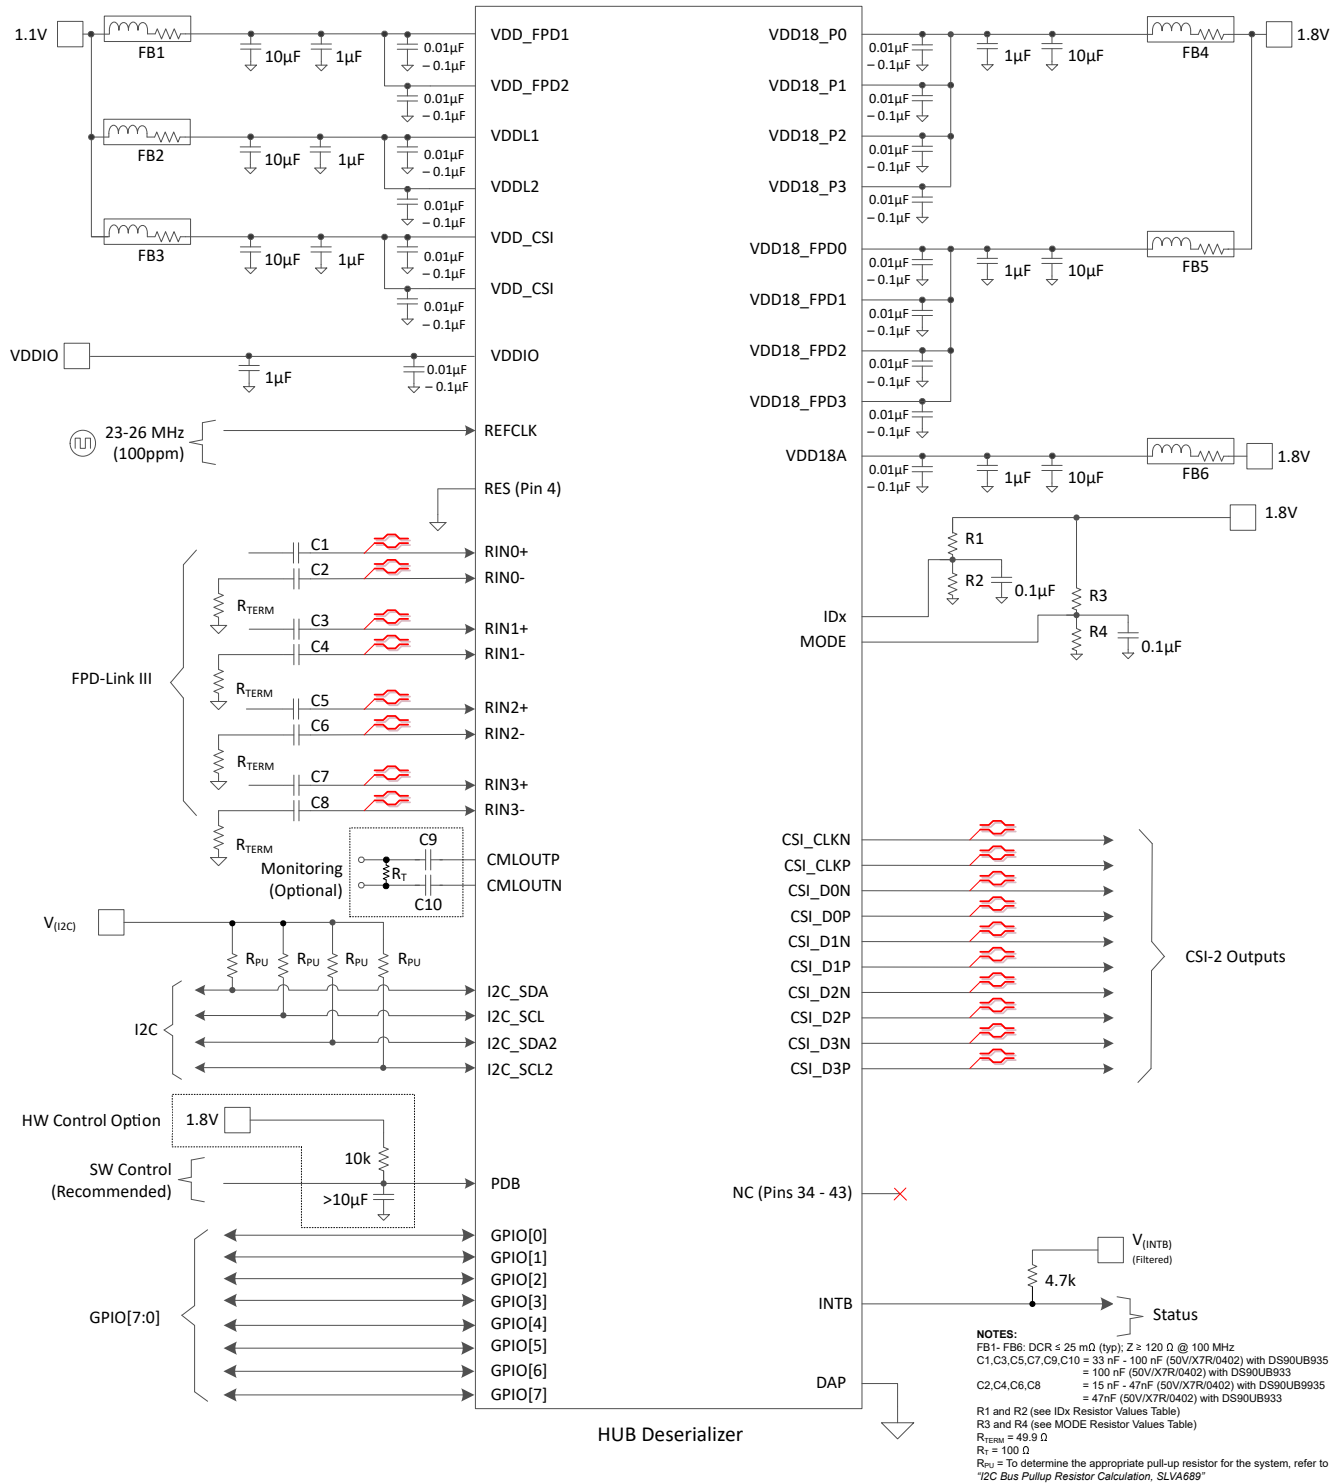 1.1V
FB1
10µF
1µF
0.01µF
– 0.1µF
VDD_FPD1
0.01µF
– 0.1µF
VDD_FPD2
FB2
10µF
1µF
0.01µF
– 0.1µF
VDDL1
0.01µF
– 0.1µF
VDDL2
FB3
10µF
1µF
0.01µF
– 0.1µF
VDD_CSI
0.01µF
– 0.1µF
VDD_CSI
VDDIO
1µF
0.01µF
– 0.1µF
VDDIO
23-26 MHz
(100ppm)
REFCLK
RES (Pin 4)
FPD-Link III
C1
RIN0+
C2
RIN0-
RTERM
C3
RIN1+
C4
RIN1-
RTERM
C5
RIN2+
C6
RIN2-
RTERM
C7
RIN3+
C8
RIN3-
RTERM
Monitoring
(Optional)
C9
RT
C10
CMLOUTP
CMLOUTN
V(I2C)
RPU
RPU
RPU
RPU
I2C
I2C_SDA
I2C_SCL
I2C_SDA2
I2C_SCL2
HW Control Option
1.8V
10k
SW Control
(Recommended)
>10µF
PDB
GPIO[7:0]
GPIO[0]
GPIO[1]
GPIO[2]
GPIO[3]
GPIO[4]
GPIO[5]
GPIO[6]
GPIO[7]
HUB Deserializer
VDD18_P0
0.01µF
– 0.1µF
1µF
10µF
FB4
1.8V
VDD18_P1
0.01µF
– 0.1µF
VDD18_P2
0.01µF
– 0.1µF
VDD18_P3
0.01µF
– 0.1µF
VDD18_FPD0
0.01µF
– 0.1µF
1µF
10µF
FB5
VDD18_FPD1
0.01µF
– 0.1µF
VDD18_FPD2
0.01µF
– 0.1µF
VDD18_FPD3
0.01µF
– 0.1µF
VDD18A
0.01µF
– 0.1µF
1µF
10µF
FB6
1.8V
1.8V
R1
R2
0.1µF
R3
R4
0.1µF
IDx
MODE
CSI_CLKN
CSI_CLKP
CSI_D0N
CSI_D0P
CSI_D1N
CSI_D1P
CSI_D2N
CSI_D2P
CSI_D3N
CSI_D3P
CSI-2 Outputs
NC (Pins 34 - 43)
V(INTB)
(Filtered)
4.7k
INTB
Status
DAP
NOTES:
FB1- FB6: DCR ≤ 25 mΩ (typ); Z ≥ 120 Ω @ 100 MHz
C1,C3,C5,C7,C9,C10 = 33 nF - 100 nF (50V/X7R/0402) with DS90UB935
= 100 nF (50V/X7R/0402) with DS90UB933
C2,C4,C6,C8 = 15 nF - 47nF (50V/X7R/0402) with DS90UB9935
= 47nF (50V/X7R/0402) with DS90UB933
R1 and R2 (see IDx Resistor Values Table)
R3 and R4 (see MODE Resistor Values Table)
RTERM = 49.9 Ω
RT = 100 Ω
RPU = To determine the appropriate pull-up resistor for the system, refer to
"I2C Bus Pullup Resistor Calculation, SLVA689"